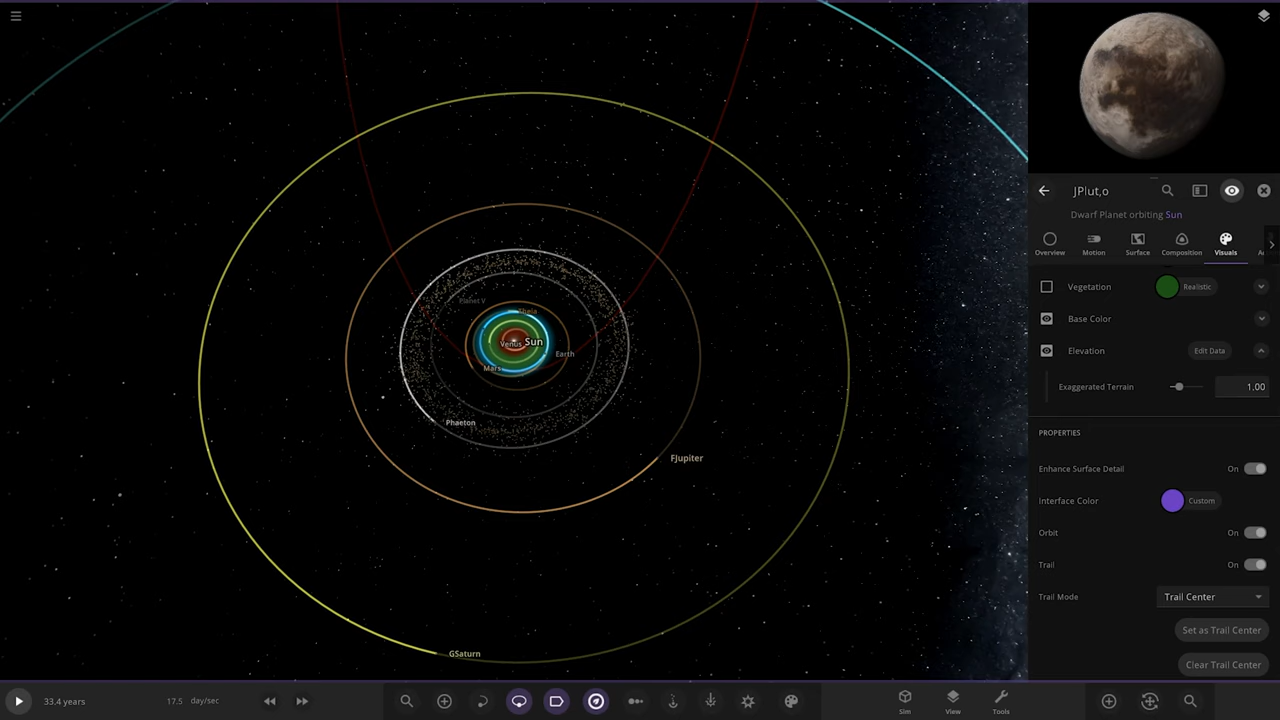 JPlut,o
Dwarf Planet orbiting Sun
Overview
Motion
Surface
Composition
Visuals
Vegetation
Realistic
Base Color
Elevation
Edit Data
Exaggerated Terrain
1.00
PROPERTIES
Enhance Surface Detail
On
Interface Color
Custom
Orbit
On
Trail
On
Trail Mode
Trail Center
Set as Trail Center
Clear Trail Center
Planet V
Theia
Venus
Sun
Earth
Mars
Phaeton
FJupiter
GSaturn
33.4 years
17.5 day/sec
Sim
View
Tools